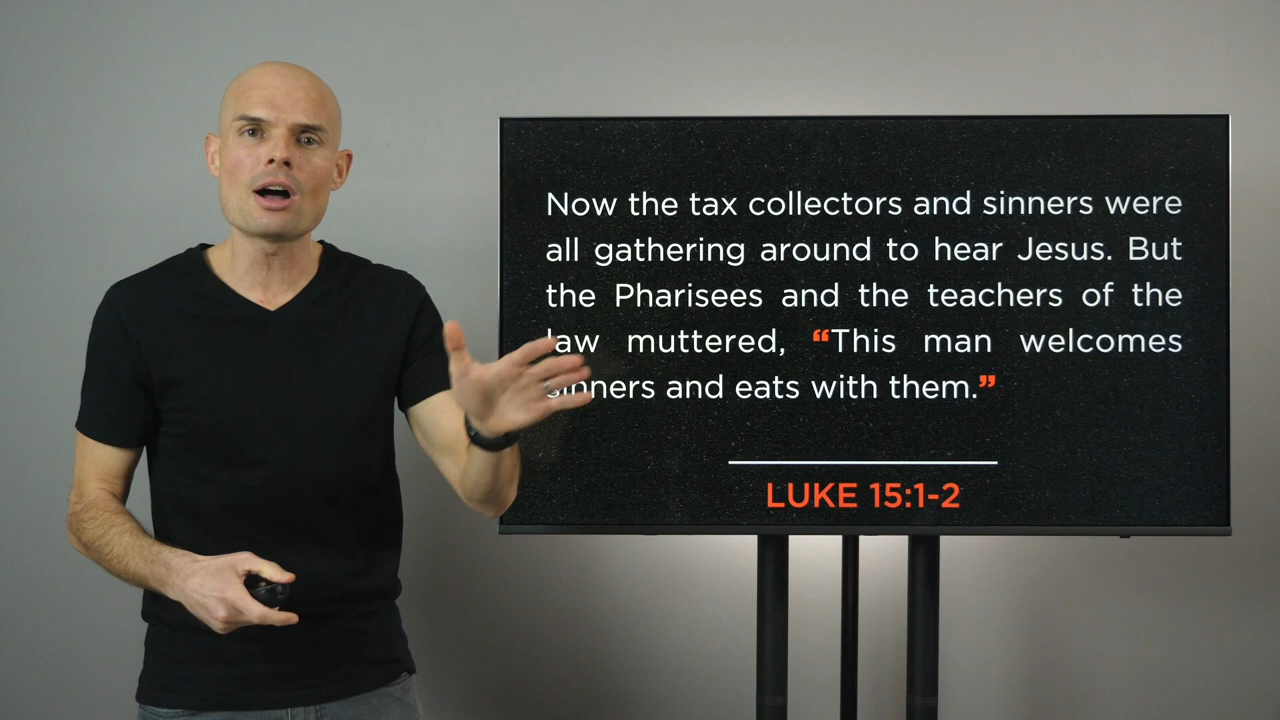 Now the tax collectors and sinners were
all gathering around to hear Jesus. But
the Pharisees and the teachers of the
law muttered, “This man welcomes
sinners and eats with them.”
LUKE 15:1-2